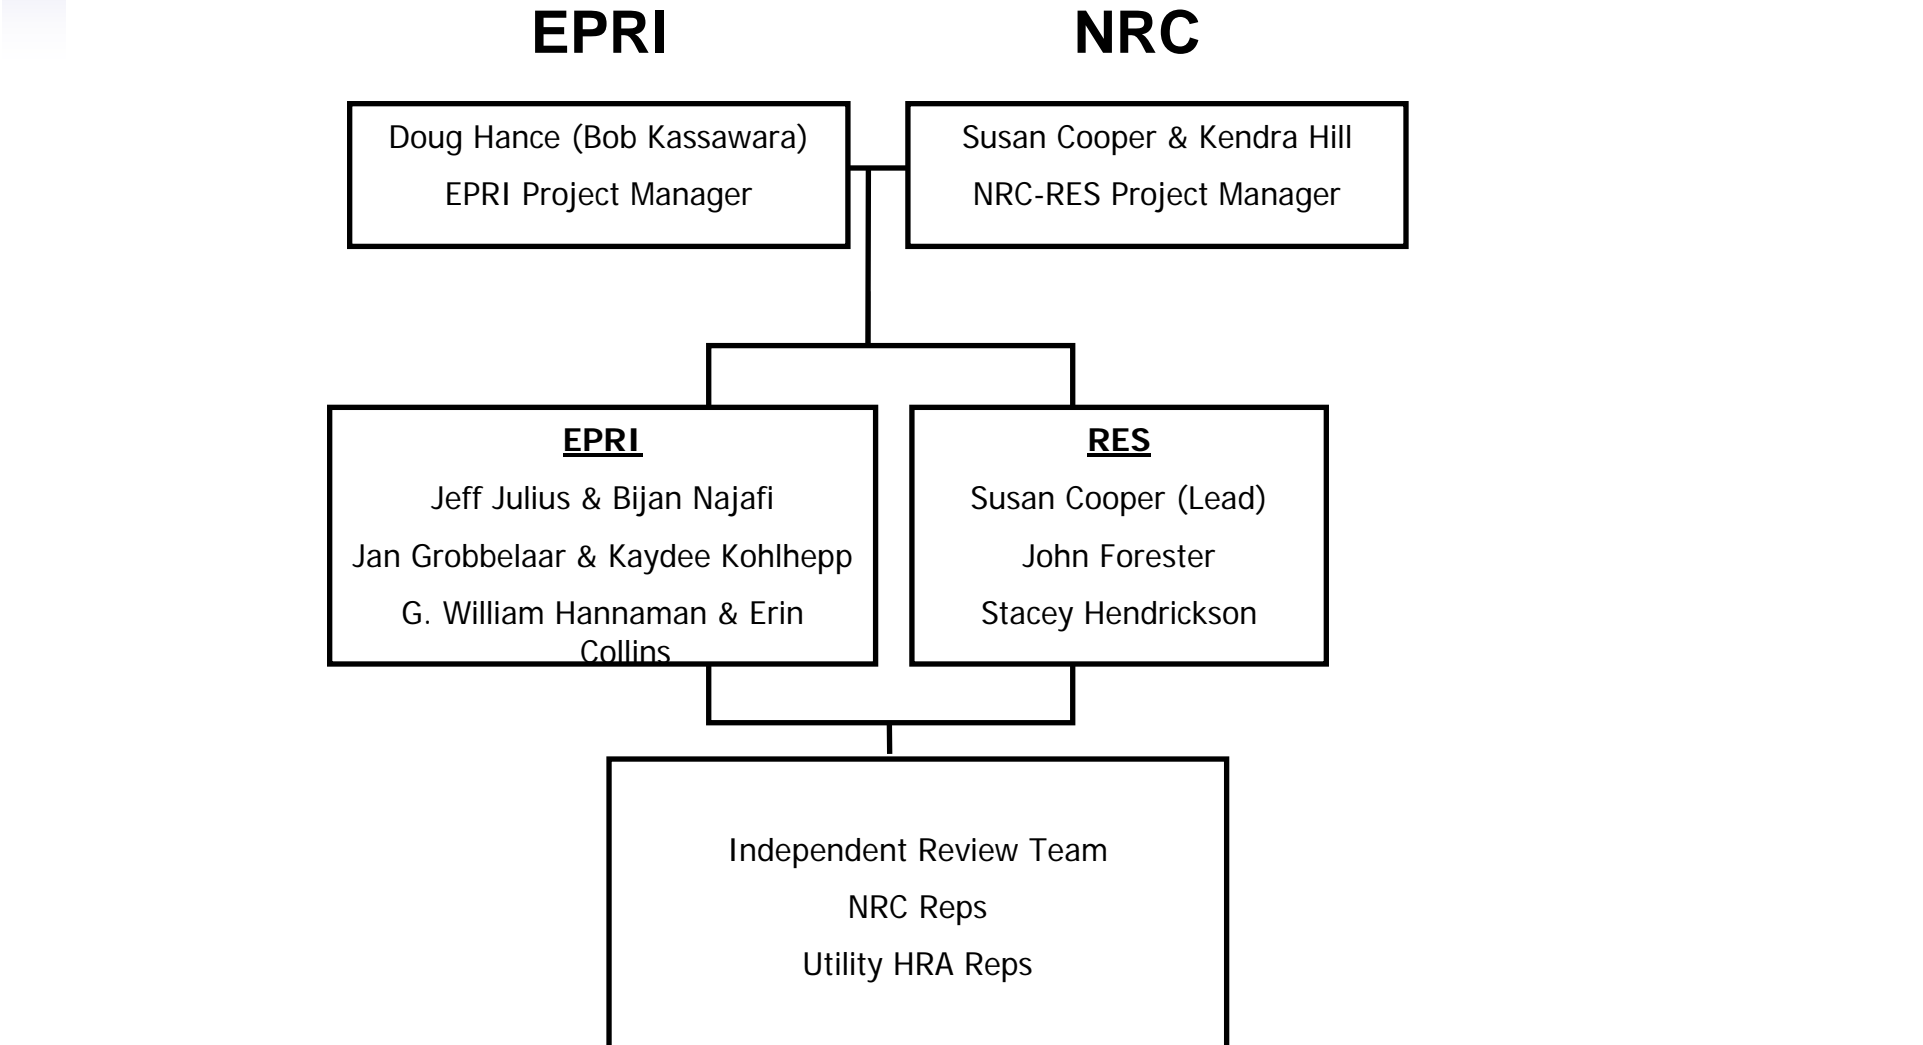 EPRI
NRC
Doug Hance (Bob Kassawara)
EPRI Project Manager
Susan Cooper & Kendra Hill
NRC-RES Project Manager
EPRI
Jeff Julius & Bijan Najafi
Jan Grobbelaar & Kaydee Kohlhepp
G. William Hannaman & Erin
Collins
RES
Susan Cooper (Lead)
John Forester
Stacey Hendrickson
Independent Review Team
NRC Reps
Utility HRA Reps